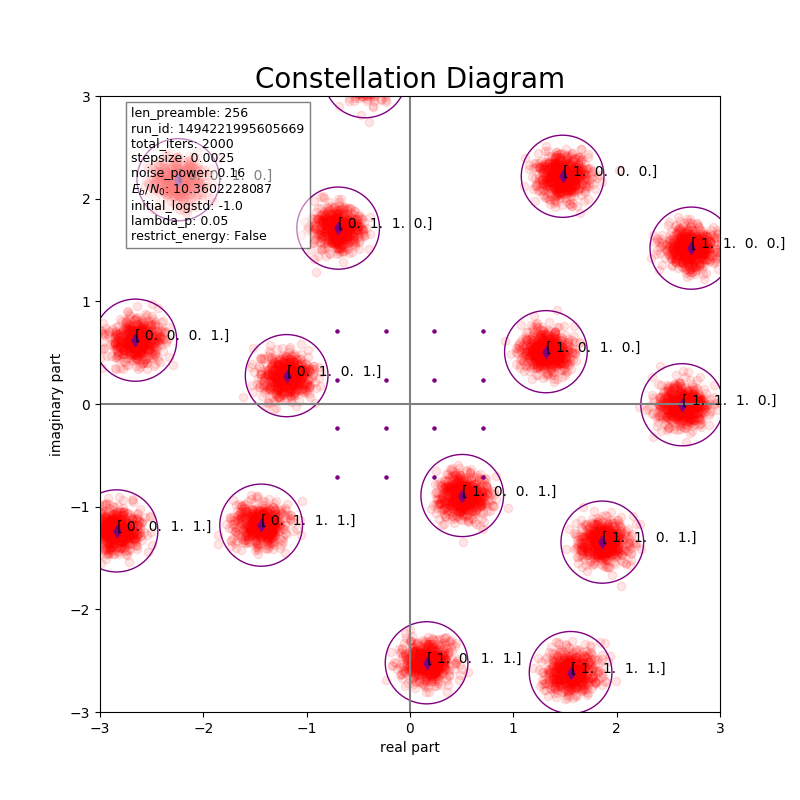 Constellation Diagram
len_preamble: 256
run_id: 1494221995605669
total_iters: 2000
stepsize: 0.0025
noise_power: 0.16
E_b/N_0: 10.3602228087
initial_logstd: -1.0
lambda_p: 0.05
restrict_energy: False
1. 0.]
[ 1. 0. 0. 0.]
[ 0. 1. 1. 0.]
[ 1. 1. 0. 0.]
[ 0. 0. 0. 1.]
[ 0. 1. 0. 1.]
[ 1. 0. 1. 0.]
[ 1. 1. 1. 0.]
[ 1. 0. 0. 1.]
[ 0. 0. 1. 1.]
[ 0. 1. 1. 1.]
[ 1. 1. 0. 1.]
[ 1. 0. 1. 1.]
[ 1. 1. 1. 1.]
3
2
1
0
−1
−2
−3
imaginary part
−3 −2 −1 0 1 2 3
real part